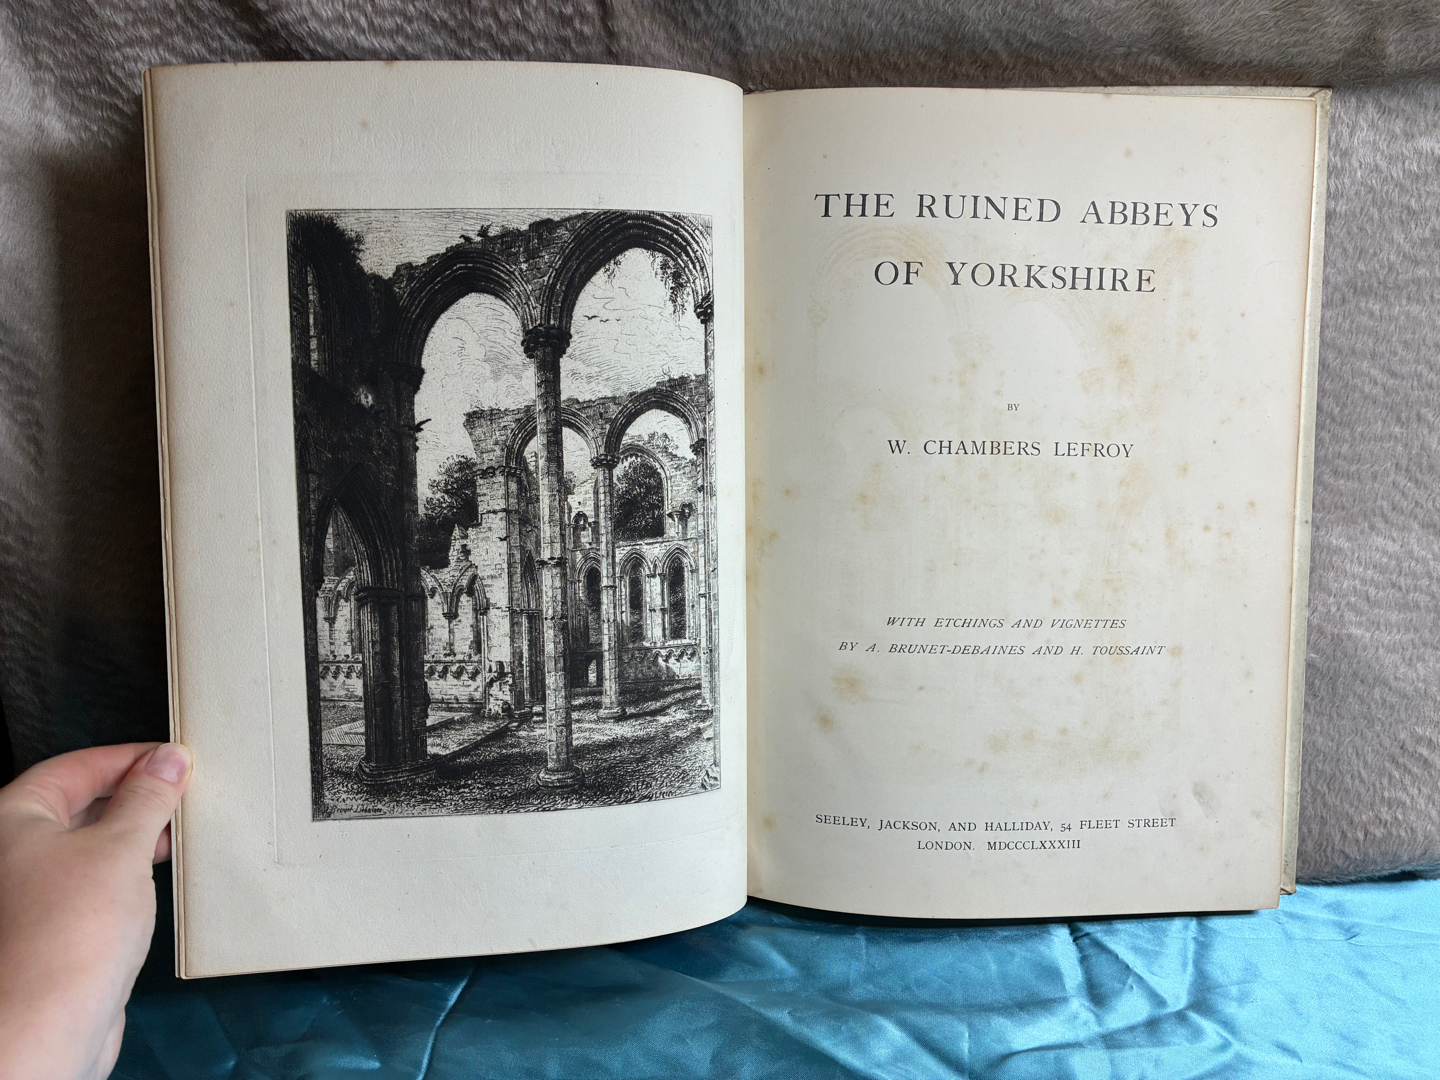 THE RUINED ABBEYS
OF YORKSHIRE
BY
W. CHAMBERS LEFROY
WITH ETCHINGS AND VIGNETTES
BY A. BRUNET-DEBAINES AND H. TOUSSAINT
SEELEY, JACKSON, AND HALLIDAY, 54 FLEET STREET
LONDON. MDCCCLXXXIII